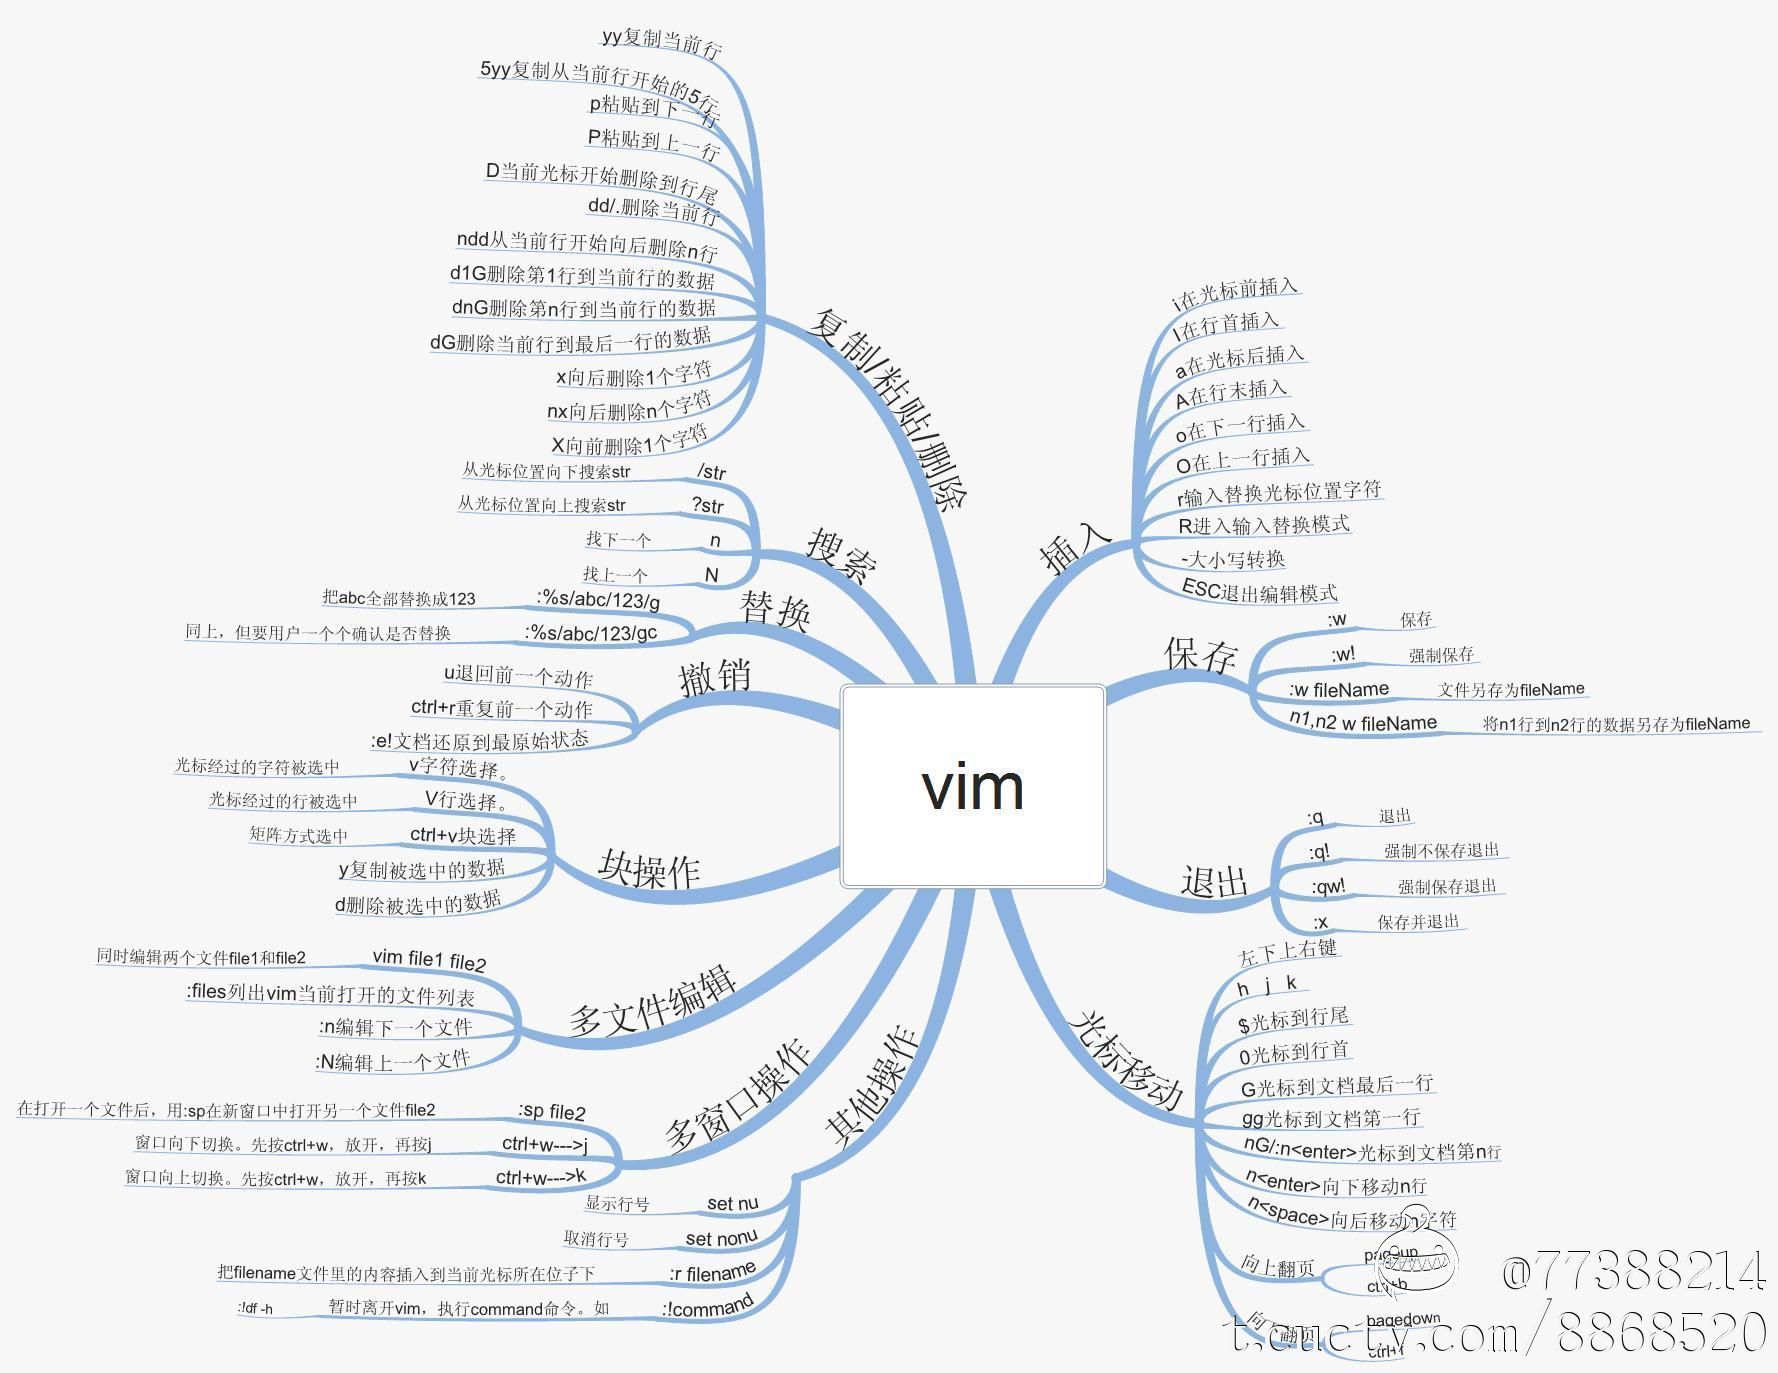 vim
复制/粘贴/删除
yy复制当前行
5yy复制从当前行开始的5行
p粘贴到下一行
P粘贴到上一行
D当前光标开始删除到行尾
dd/.删除当前行
ndd从当前行开始向后删除n行
d1G删除第1行到当前行的数据
dnG删除第n行到当前行的数据
dG删除当前行到最后一行的数据
x向后删除1个字符
nx向后删除n个字符
X向前删除1个字符
搜索
从光标位置向下搜索str /str
从光标位置向上搜索str ?str
找下一个 n
找上一个 N
替换
把abc全部替换成123 :%s/abc/123/g
同上，但要用户一个个确认是否替换 :%s/abc/123/gc
撤销
u退回前一个动作
ctrl+r重复前一个动作
:e!文档还原到最原始状态
块操作
光标经过的字符被选中 v字符选择。
光标经过的行被选中 V行选择。
矩阵方式选中 ctrl+v块选择
y复制被选中的数据
d删除被选中的数据
多文件编辑
同时编辑两个文件file1和file2 vim file1 file2
:files列出vim当前打开的文件列表
:n编辑下一个文件
:N编辑上一个文件
多窗口操作
在打开一个文件后，用:sp在新窗口中打开另一个文件file2 :sp file2
窗口向下切换。先按ctrl+w，放开，再按j ctrl+w--->j
窗口向上切换。先按ctrl+w，放开，再按k ctrl+w--->k
其他操作
显示行号 set nu
取消行号 set nonu
把filename文件里的内容插入到当前光标所在位子下 :r filename
:!df -h 暂时离开vim，执行command命令。如 :!command
插入
i在光标前插入
I在行首插入
a在光标后插入
A在行末插入
o在下一行插入
O在上一行插入
r输入替换光标位置字符
R进入输入替换模式
-大小写转换
ESC退出编辑模式
保存
:w 保存
:w! 强制保存
:w fileName 文件另存为fileName
n1,n2 w fileName 将n1行到n2行的数据另存为fileName
退出
:q 退出
:q! 强制不保存退出
:qw! 强制保存退出
:x 保存并退出
光标移动
左下上右键
h j k
$光标到行尾
0光标到行首
G光标到文档最后一行
gg光标到文档第一行
nG/:n<enter>光标到文档第n行
n<enter>向下移动n行
n<space>向后移动n字符
向上翻页
pageup
ctrl+b
向下翻页
pagedown
ctrl+f
@77388214
t.cuctv.com/8868520